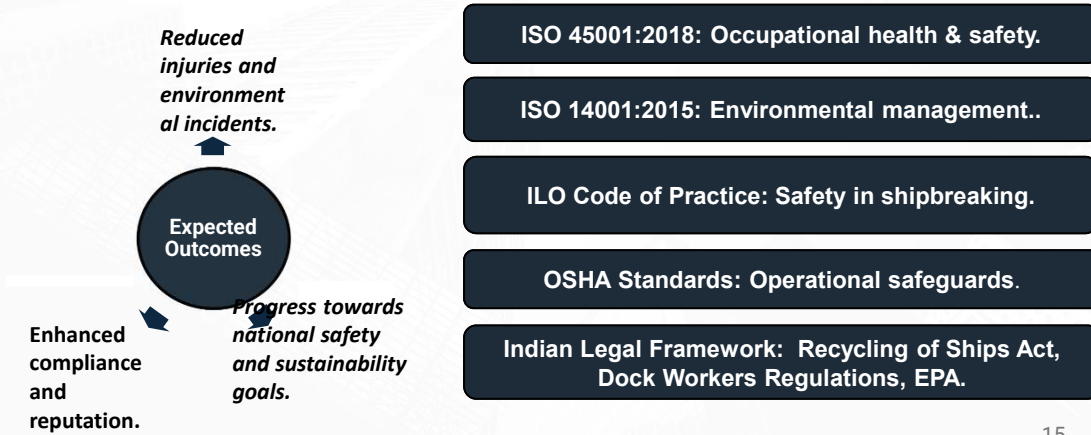 Reduced
injuries and
environment
al incidents.
Expected
Outcomes
Progress towards
national safety
and sustainability
goals.
Enhanced
compliance
and
reputation.
ISO 45001:2018: Occupational health & safety.
ISO 14001:2015: Environmental management..
ILO Code of Practice: Safety in shipbreaking.
OSHA Standards: Operational safeguards.
Indian Legal Framework: Recycling of Ships Act,
Dock Workers Regulations, EPA.
15